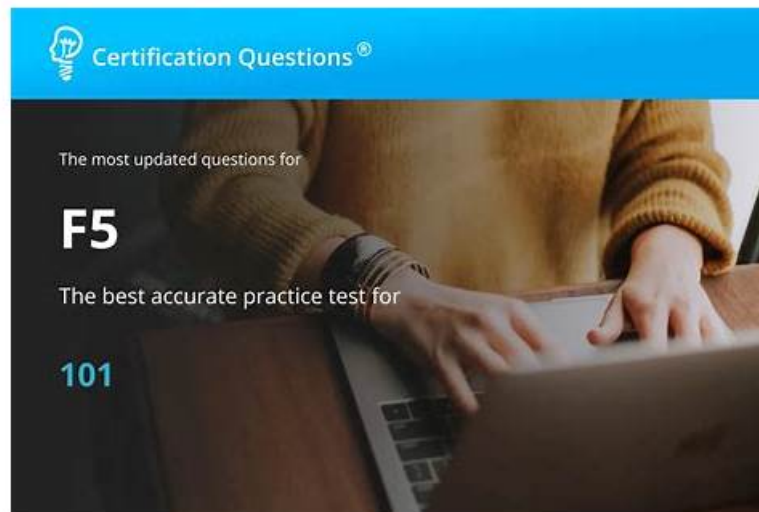 Certification Questions®
The most updated questions for
F5
The best accurate practice test for
101